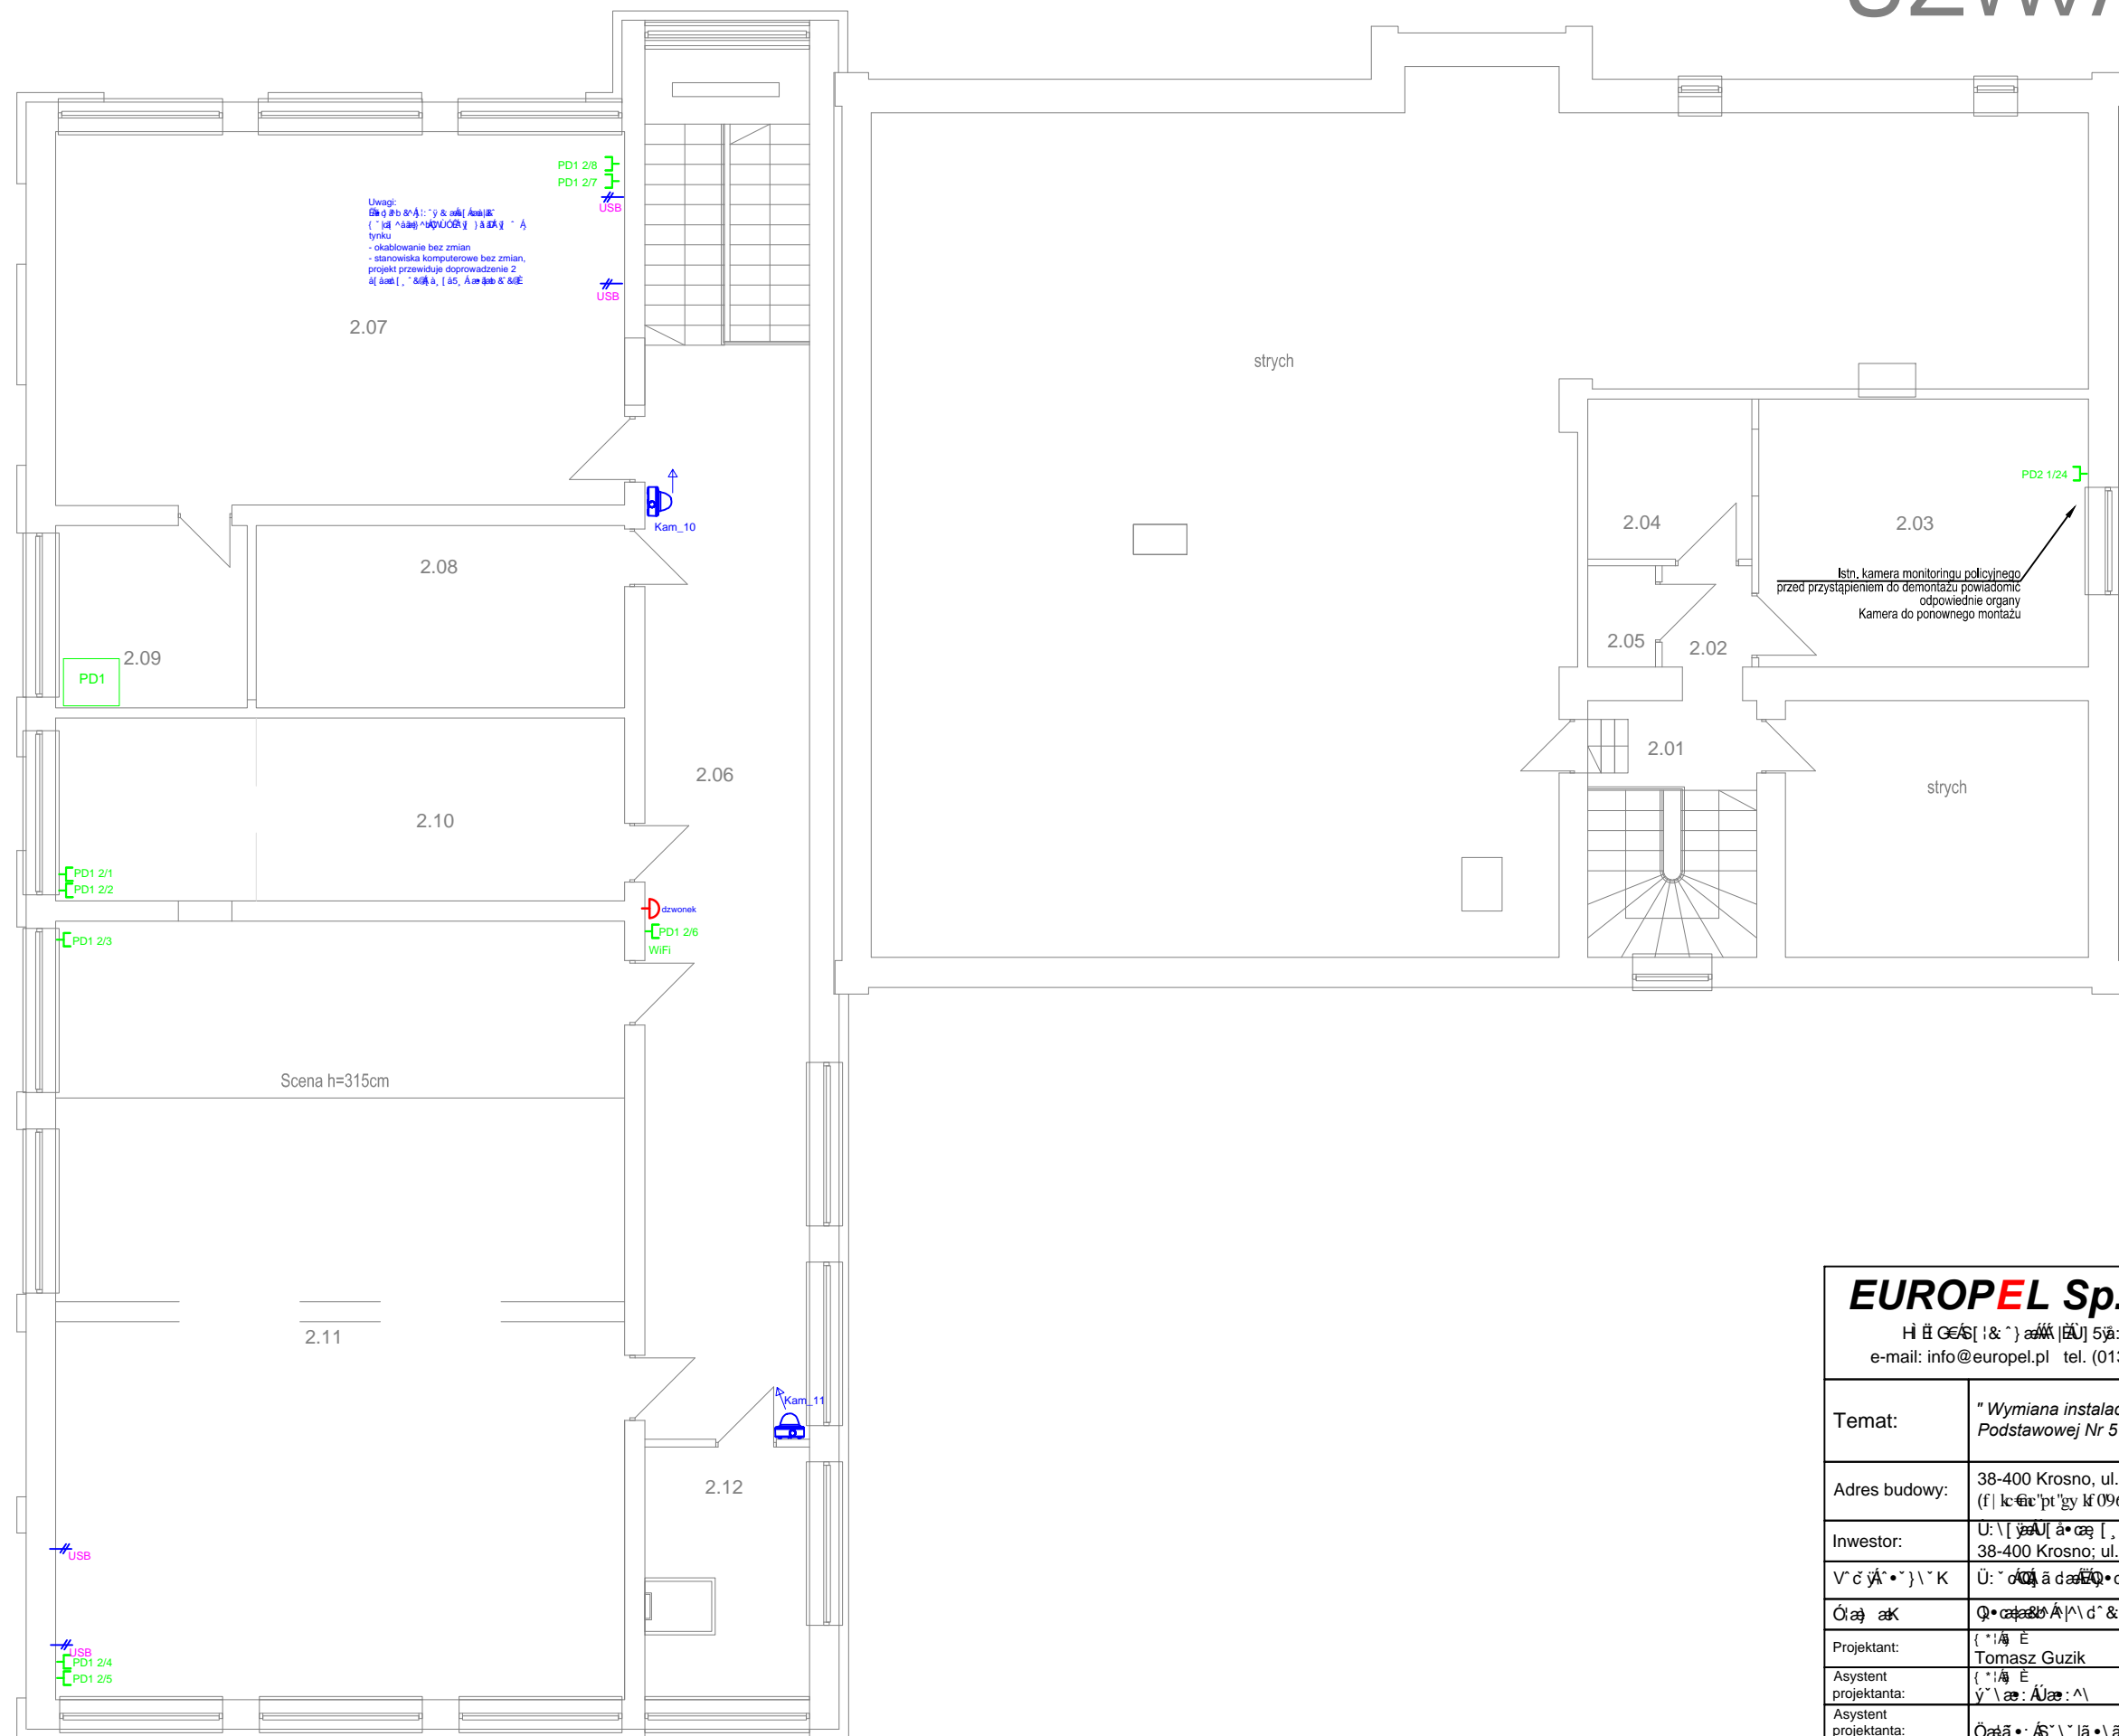 PD1 2/8
PD1 2/7
USB
Uwagi:
tynku
- okablowanie bez zmian
- stanowiska komputerowe bez zmian,
projekt przewiduje doprowadzenie 2
USB
2.07
strych
PD2 1/24
2.04
2.03
Kam_10
2.08
Istn. kamera monitoringu policyjnego
przed przystąpieniem do demontażu powiadomić
odpowiednie organy
Kamera do ponownego montażu
2.05
2.02
2.09
PD1
2.01
2.06
strych
2.10
PD1 2/1
PD1 2/2
dzwonek
PD1 2/6
WiFi
PD1 2/3
Scena h=315cm
2.11
Kam_11
2.12
USB
USB
PD1 2/4
PD1 2/5
EUROPEL Sp.
e-mail: info@europel.pl tel. (013
Temat:
" Wymiana instalac
Podstawowej Nr 5
Adres budowy:
38-400 Krosno, ul.
Inwestor:
38-400 Krosno; ul.
Projektant:
Tomasz Guzik
Asystent
projektanta:
Asystent
projektanta: